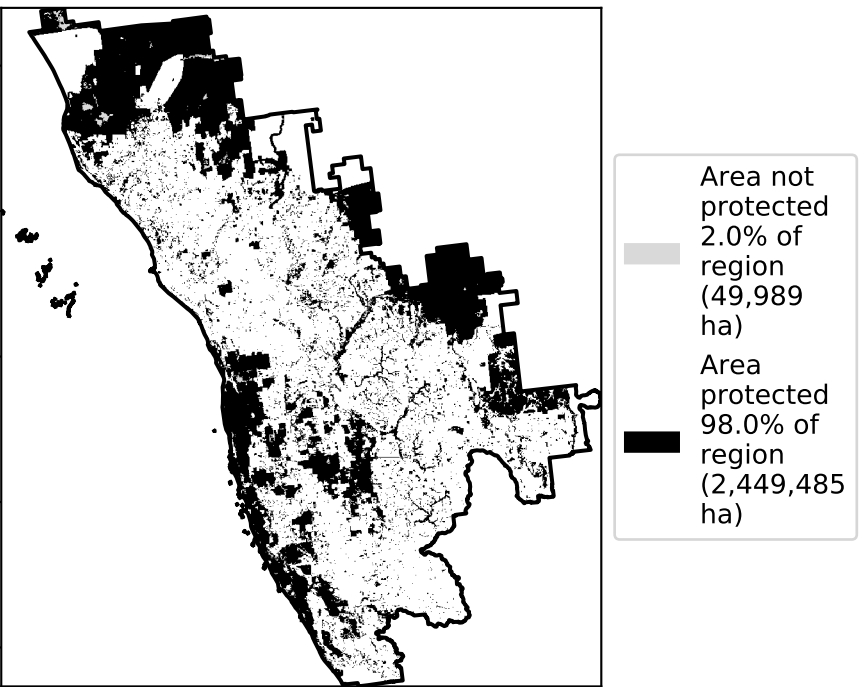 Area not
protected
2.0% of
region
(49,989
ha)
Area
protected
98.0% of
region
(2,449,485
ha)